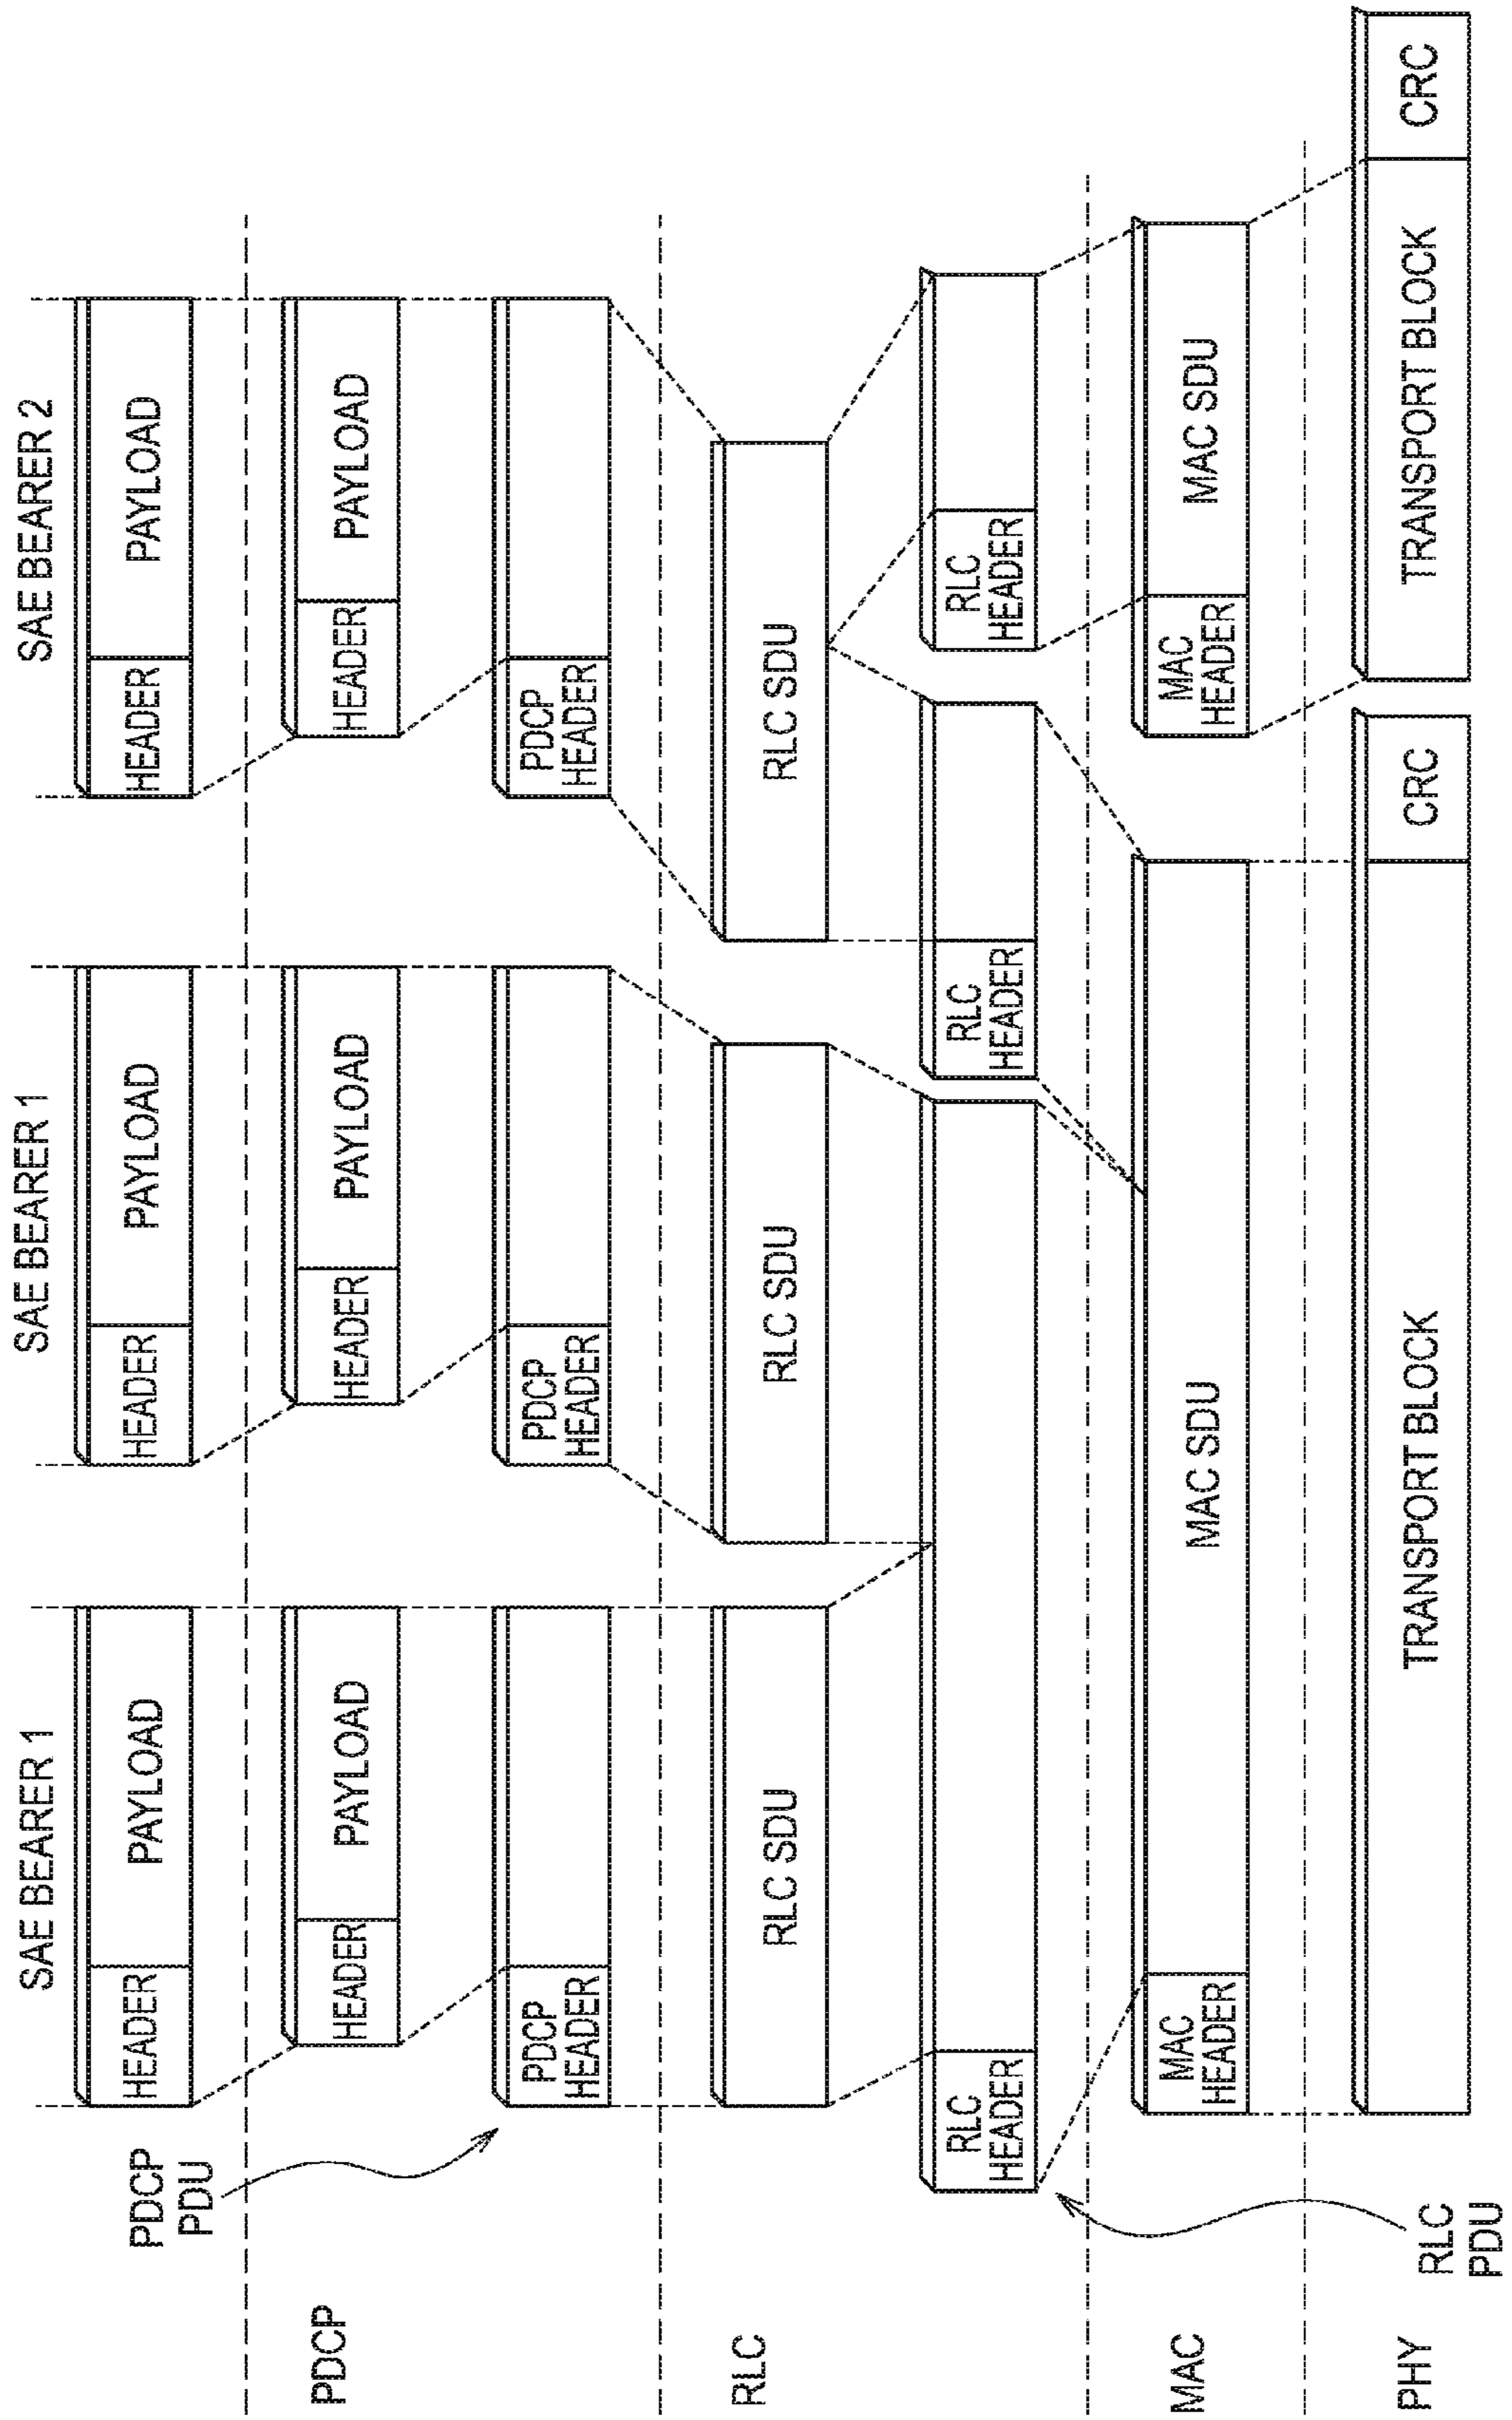 SAE BEARER 1
SAE BEARER 1
SAE BEARER 2
HEADER
PAYLOAD
HEADER
PAYLOAD
HEADER
PAYLOAD
PDCP
PDU
PDCP
HEADER
PAYLOAD
HEADER
PAYLOAD
HEADER
PAYLOAD
PDCP
HEADER
PDCP
HEADER
PDCP
HEADER
RLC
RLC SDU
RLC SDU
RLC SDU
RLC
HEADER
RLC
HEADER
RLC
HEADER
MAC
MAC
HEADER
MAC SDU
MAC
HEADER
MAC SDU
PHY
TRANSPORT BLOCK
CRC
TRANSPORT BLOCK
CRC
RLC
PDU